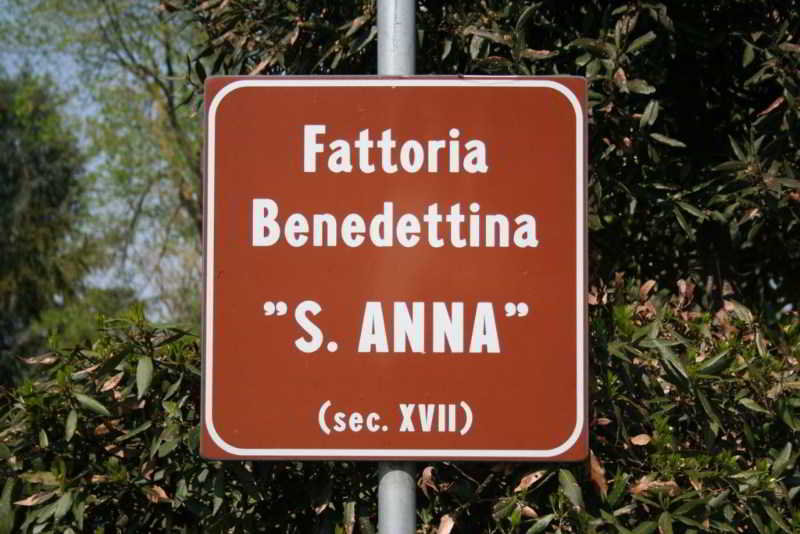 Fattoria
Benedettina
”S. ANNA”
(sec. XVII)